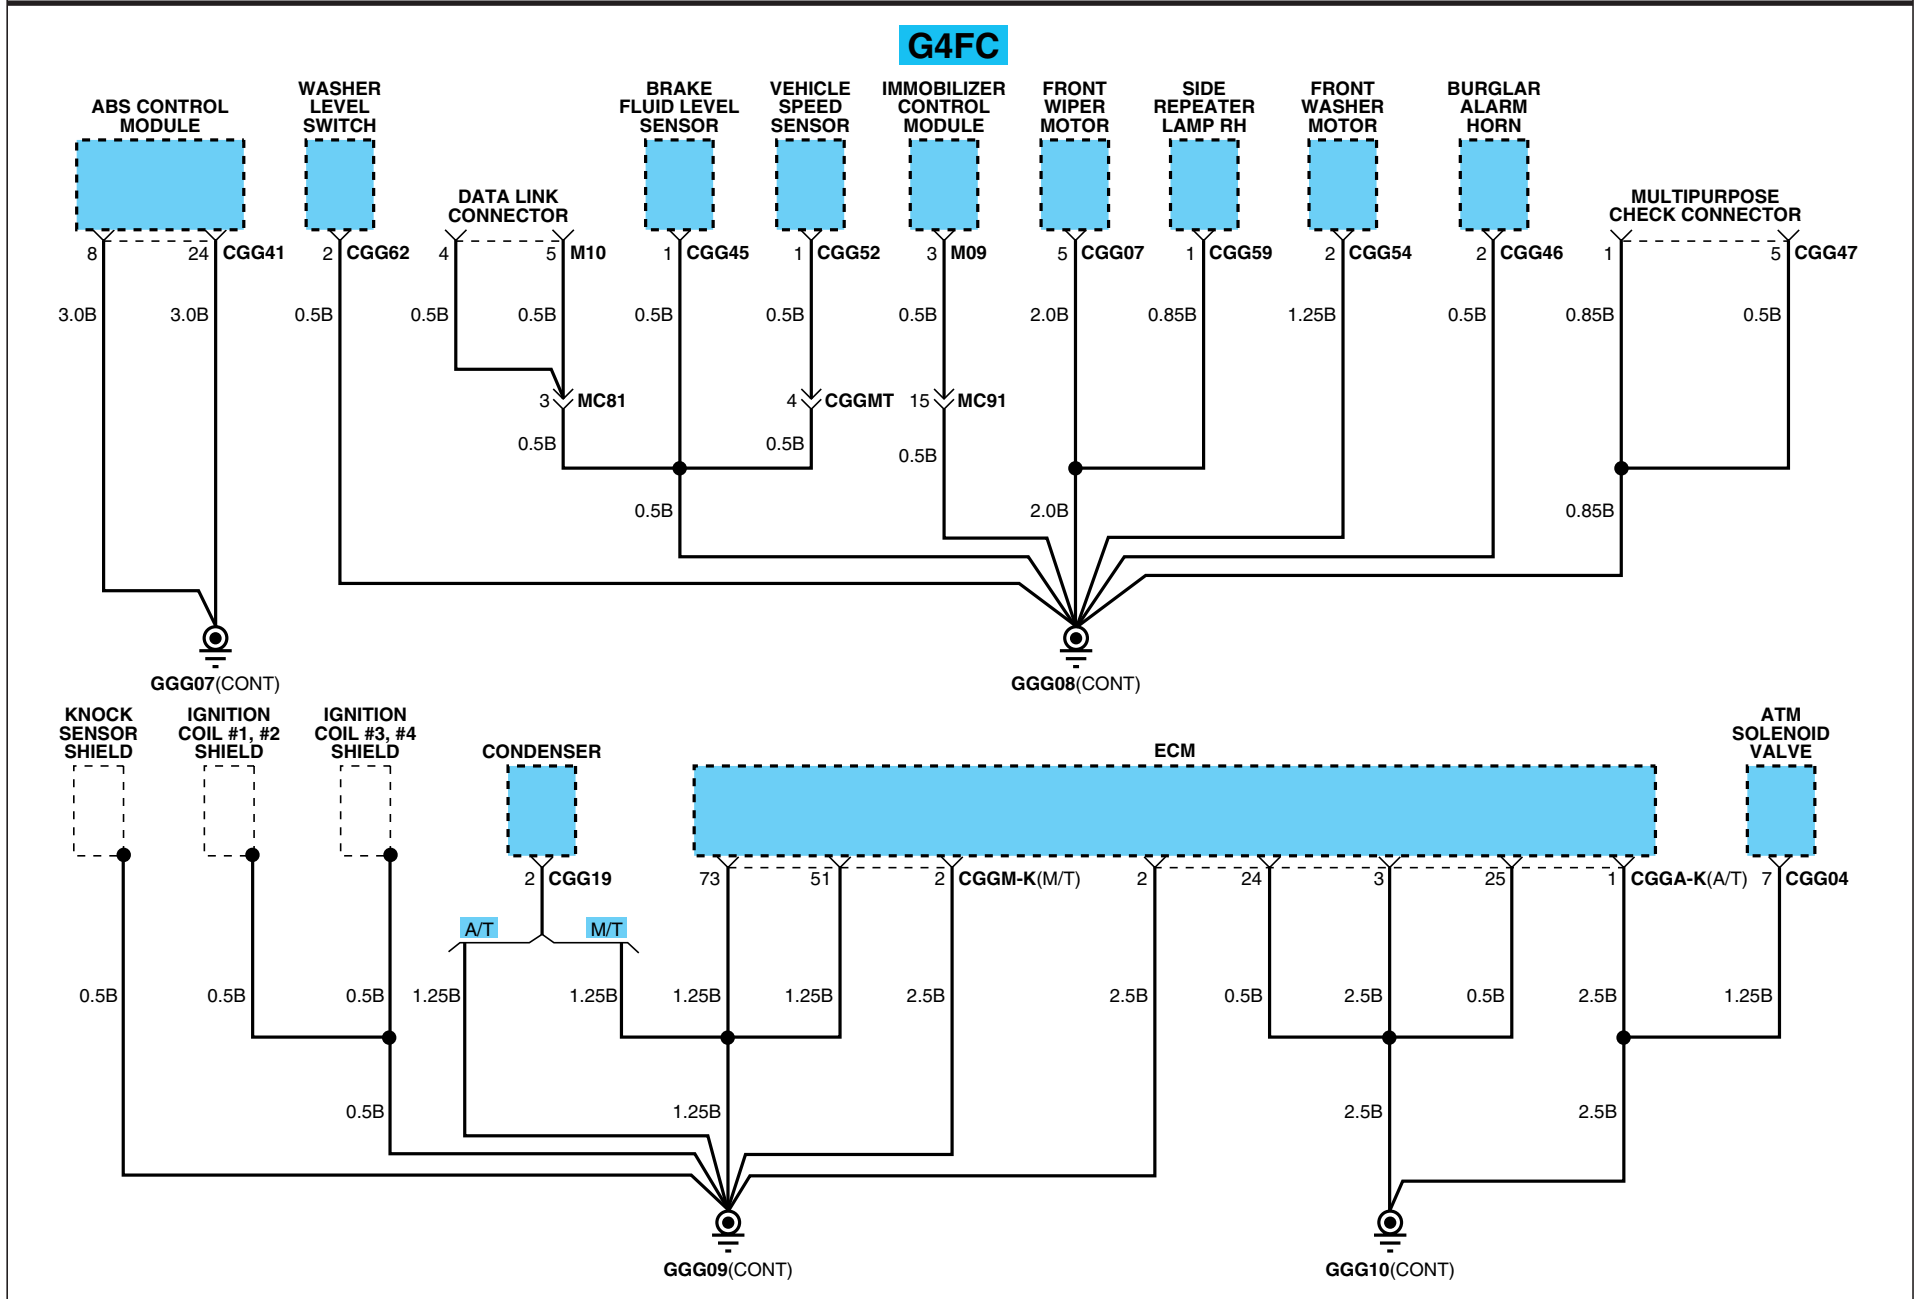 G4FC
ABS CONTROL
MODULE
WASHER
LEVEL
SWITCH
DATA LINK
CONNECTOR
BRAKE
FLUID LEVEL
SENSOR
VEHICLE
SPEED
SENSOR
IMMOBILIZER
CONTROL
MODULE
FRONT
WIPER
MOTOR
SIDE
REPEATER
LAMP RH
FRONT
WASHER
MOTOR
BURGLAR
ALARM
HORN
MULTIPURPOSE
CHECK CONNECTOR
8 24 CGG41 2 CGG62 4 5 M10 1 CGG45 1 CGG52 3 M09 5 CGG07 1 CGG59 2 CGG54 2 CGG46 1 5 CGG47
3.0B 3.0B 0.5B 0.5B 0.5B 0.5B 0.5B 0.5B 2.0B 0.85B 1.25B 0.5B 0.85B 0.5B
3 MC81 4 CGGMT 15 MC91
0.5B 0.5B 0.5B
0.5B 2.0B 0.85B
GGG07(CONT) GGG08(CONT)
KNOCK
SENSOR
SHIELD
IGNITION
COIL #1, #2
SHIELD
IGNITION
COIL #3, #4
SHIELD
CONDENSER
ECM
ATM
SOLENOID
VALVE
2 CGG19 73 51 2 CGGM-K(M/T) 2 24 3 25 1 CGGA-K(A/T) 7 CGG04
A/T M/T
0.5B 0.5B 0.5B 1.25B 1.25B 1.25B 1.25B 2.5B 2.5B 0.5B 2.5B 0.5B 2.5B 1.25B
0.5B 1.25B 2.5B 2.5B
GGG09(CONT) GGG10(CONT)